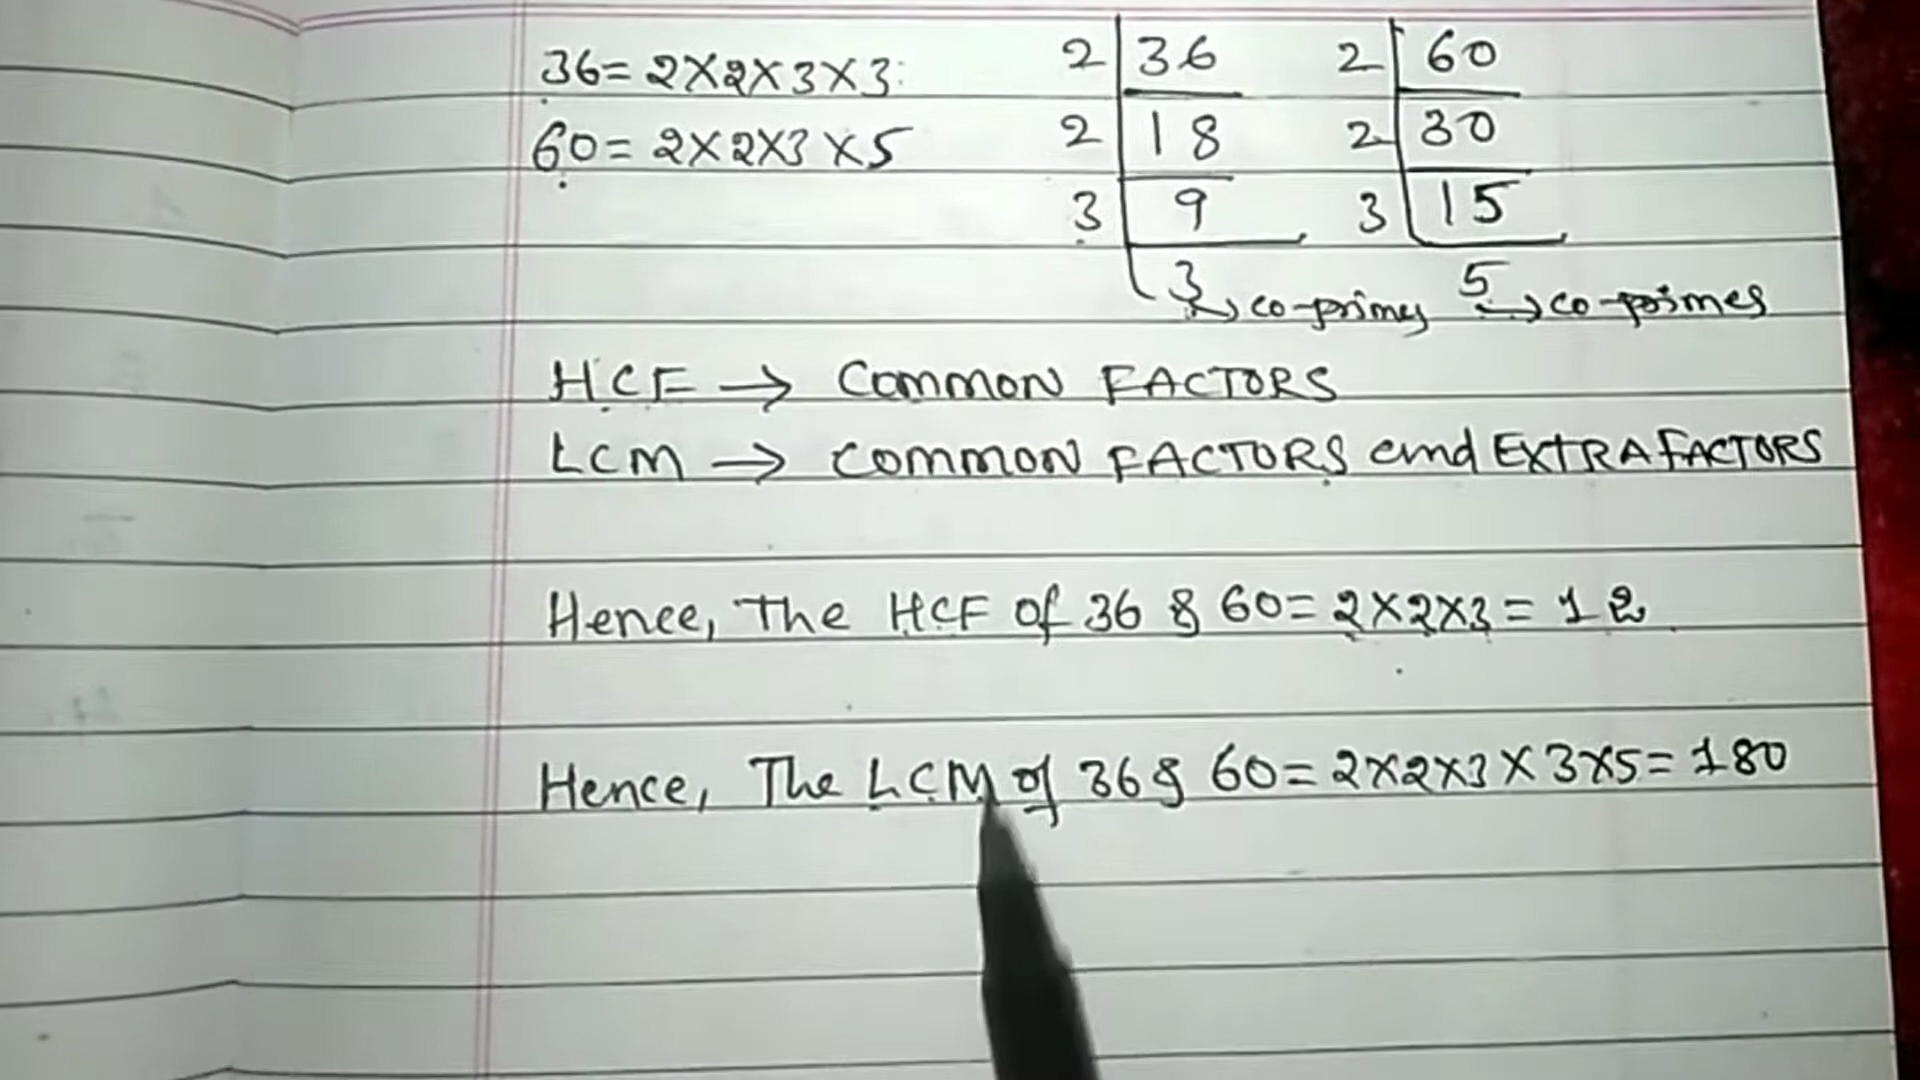 36= 2×2×3×3
60= 2×2×3×5
2 36
2 18
3 9
3 → co-primes
2 60
2 30
3 15
5 → co-primes
HCF → Common FACTORS
LCM → COMMON FACTORS and EXTRA FACTORS
Hence, The HCF of 36 & 60= 2×2×3 = 12
Hence, The LCM of 36 & 60= 2×2×3×3×5= 180